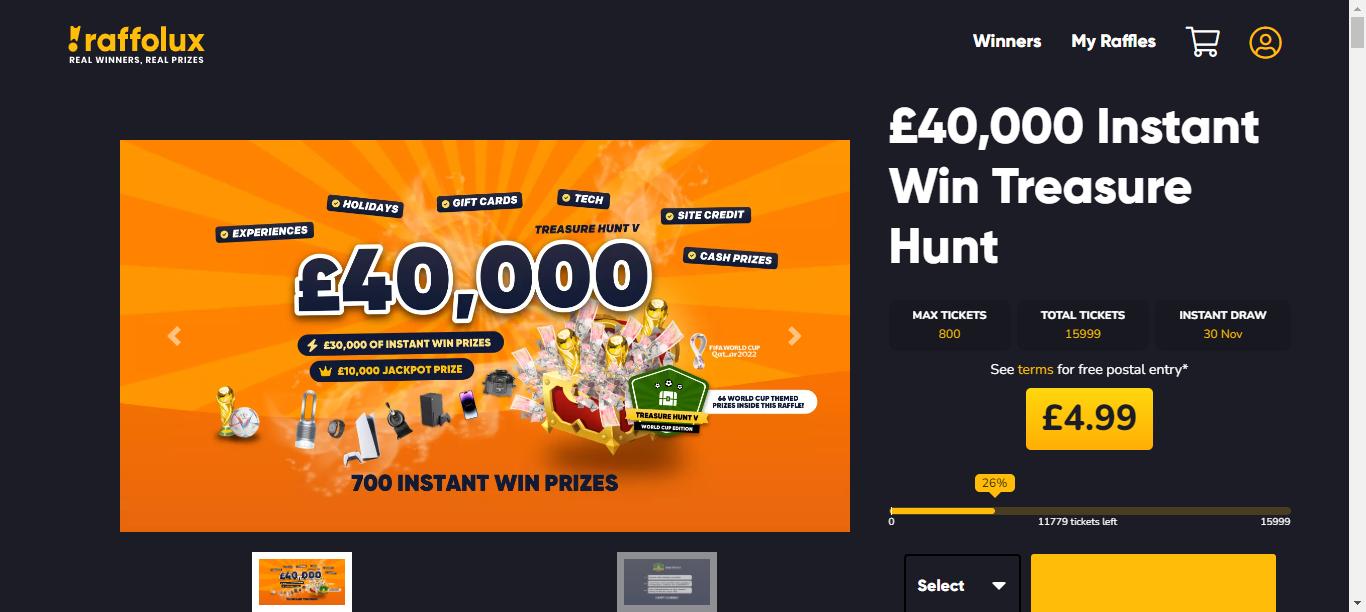 raffolux
REAL WINNERS, REAL PRIZES
Winners
My Raffles
£40,000 Instant
Win Treasure
Hunt
HOLIDAYS
GIFT CARDS
TECH
SITE CREDIT
EXPERIENCES
TREASURE HUNT V
CASH PRIZES
£40,000
£30,000 OF INSTANT WIN PRIZES
£10,000 JACKPOT PRIZE
FIFA WORLD CUP
Qatar2022
66 WORLD CUP THEMED
PRIZES INSIDE THIS RAFFLE!
TREASURE HUNT V
WORLD CUP EDITION
700 INSTANT WIN PRIZES
MAX TICKETS
800
TOTAL TICKETS
15999
INSTANT DRAW
30 Nov
See terms for free postal entry*
£4.99
26%
0
11779 tickets left
15999
£40,000
Select